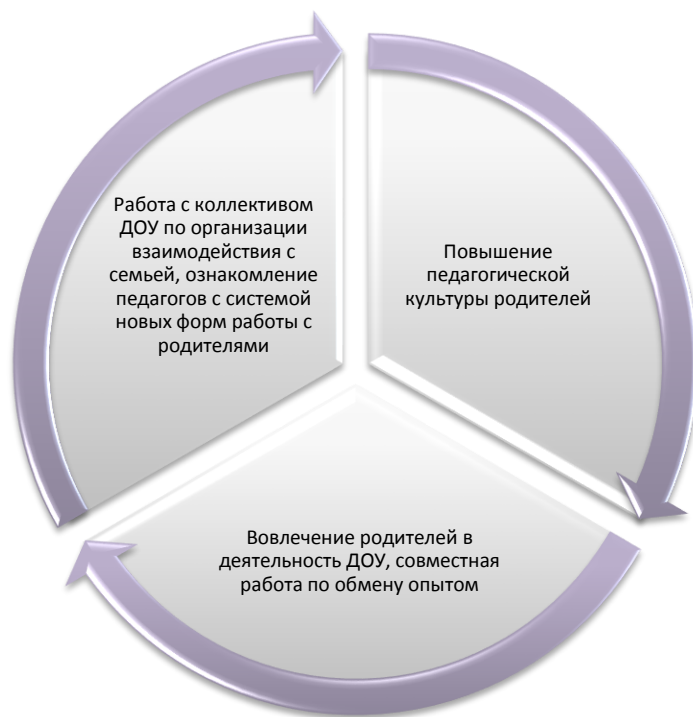 Работа с коллективом
ДОУ по организации
взаимодействия с
семьей, ознакомление
педагогов с системой
новых форм работы с
родителями
Повышение
педагогической
культуры родителей
Вовлечение родителей в
деятельность ДОУ, совместная
работа по обмену опытом